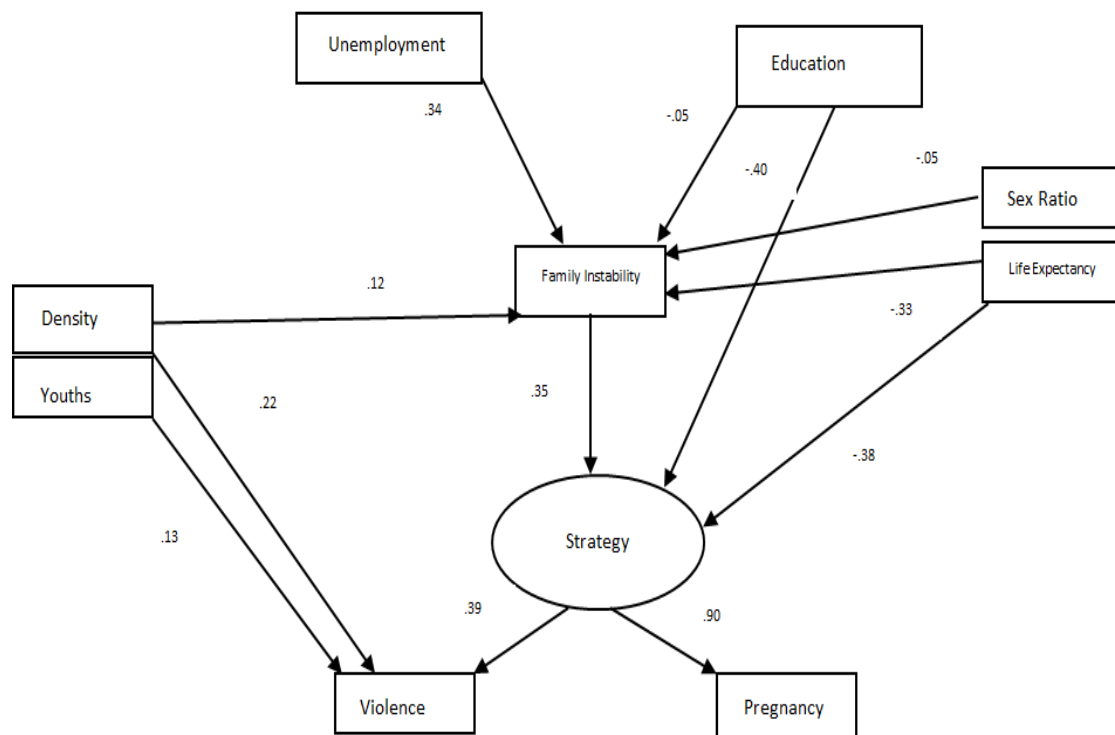 Unemployment
Education
.34
-.05
-.40
-.05
Sex Ratio
Family Instability
Life Expectancy
.12
Density
-.33
Youths
.35
.22
-.38
.13
Strategy
.39
.90
Violence
Pregnancy